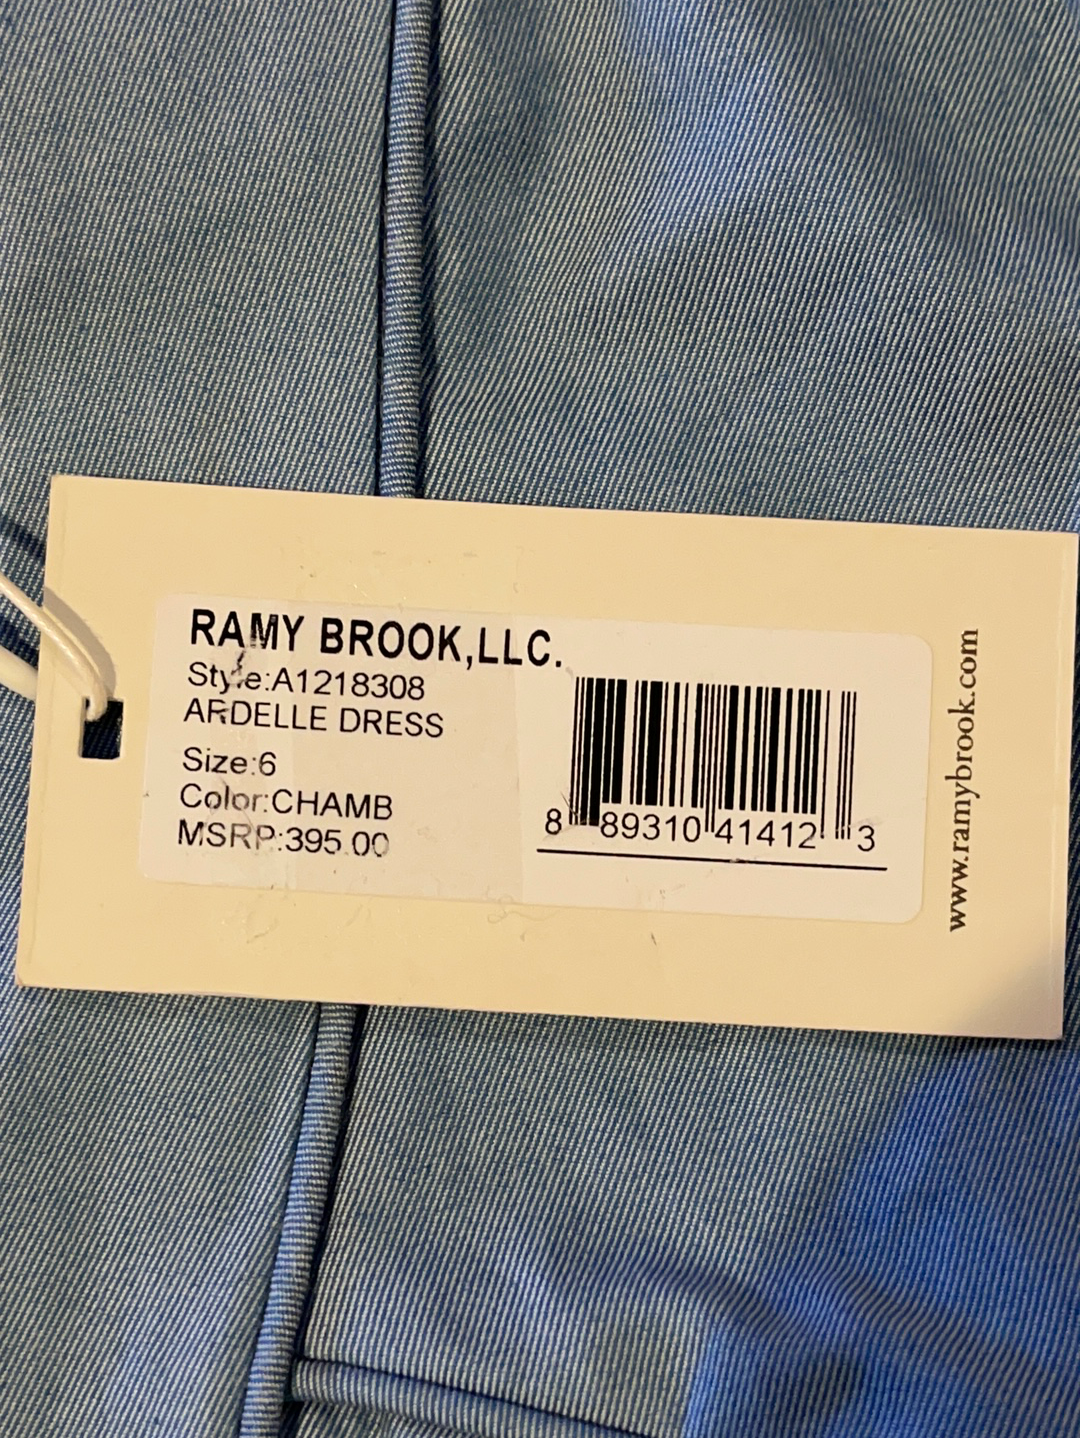 RAMY BROOK,LLC.
Style:A1218308
ARDELLE DRESS
Size:6
Color:CHAMB
MSRP:395.00
8 89310 41412 3
www.ramybrook.com